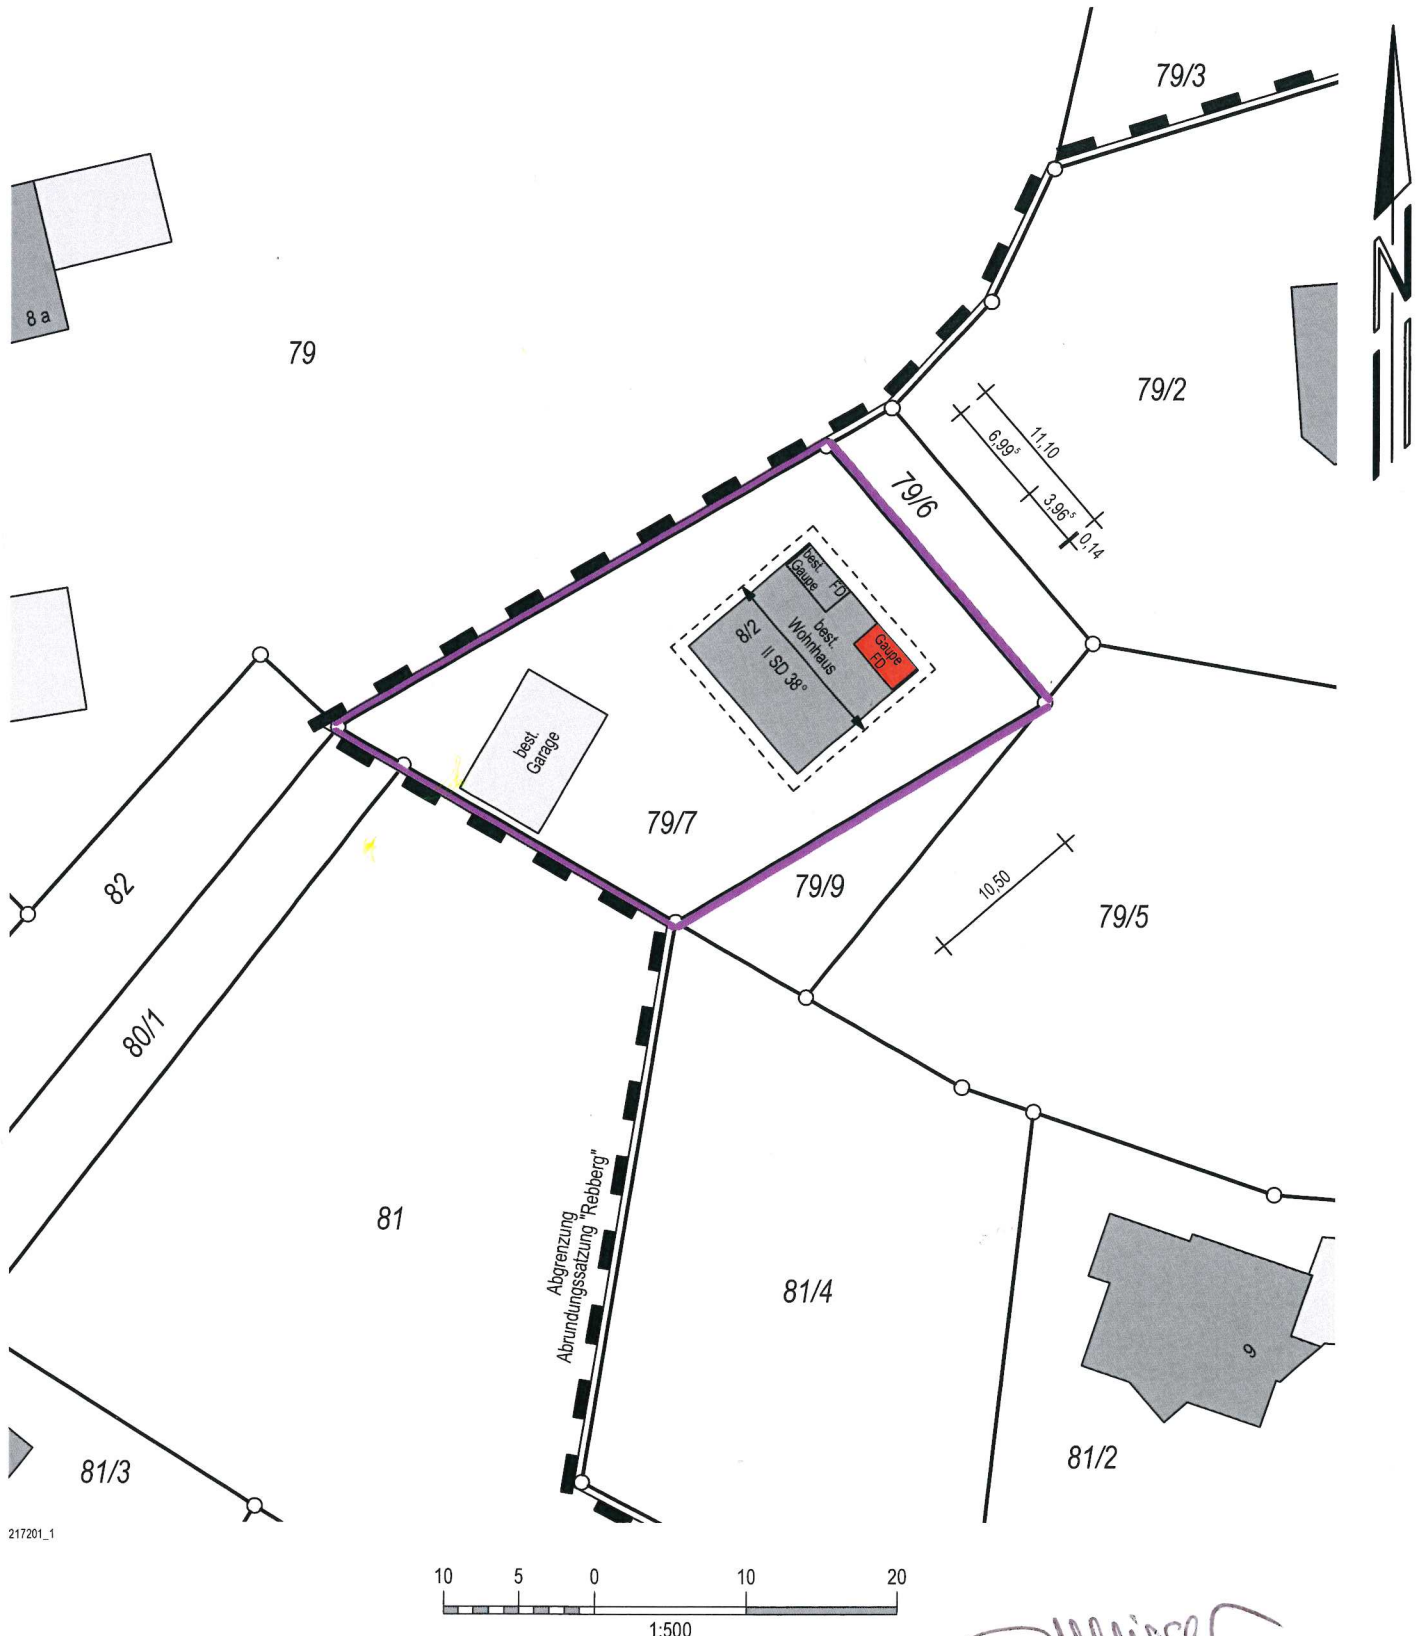 79/3
N
8 a
79
79/2
11,10
6,99⁵
3,96⁵
0,14
79/6
best.
Gaupe
FD
best.
Wohnhaus
8/2
II SD 38°
Gaupe
FD
best.
Garage
79/7
79/9
10,50
79/5
82
80/1
81
Abgrenzung
Abrundungssatzung "Rebberg"
81/4
9
81/3
81/2
217201_1
10 5 0 10 20
1:500